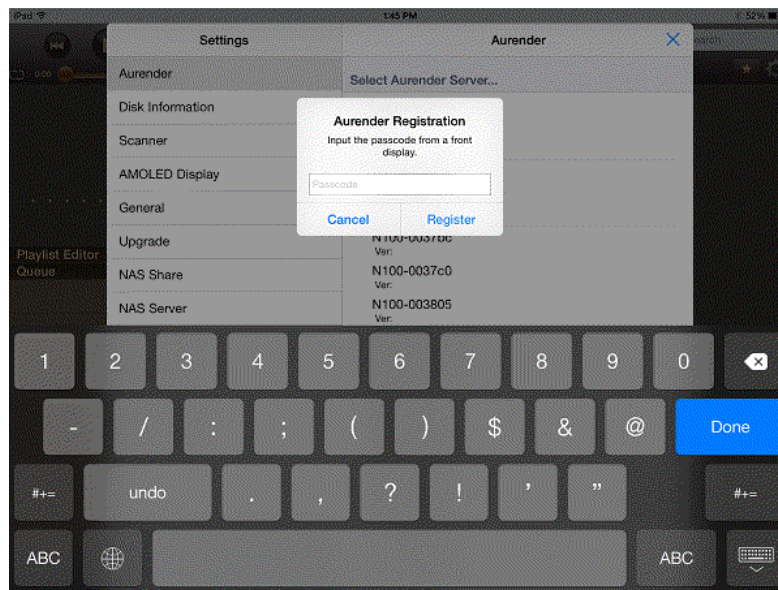 iPad
1:45 PM
52%
Settings
Aurender
earch
0:00
Aurender
Select Aurender Server...
Disk Information
Scanner
AMOLED Display
General
Upgrade
NAS Share
NAS Server
Aurender Registration
Input the passcode from a front
display.
Passcode
Cancel
Register
N100-0037bc
Ver:
N100-0037c0
Ver:
N100-003805
Ver:
Playlist Editor
Queue
1 2 3 4 5 6 7 8 9 0
- / : ; ( ) $ & @ Done
#+= undo . , ? ! ' " #+=
ABC ABC